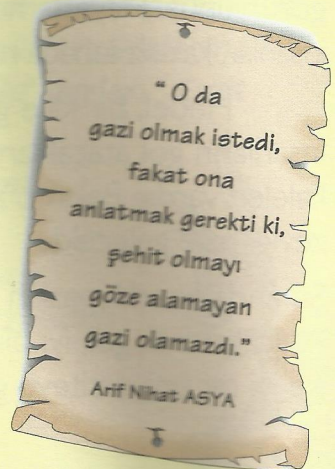 “ O da
gazi olmak istedi,
fakat ona
anlatmak gerekti ki,
şehit olmayı
göze alamayan
gazi olamazdı.”
Arif Nihat ASYA